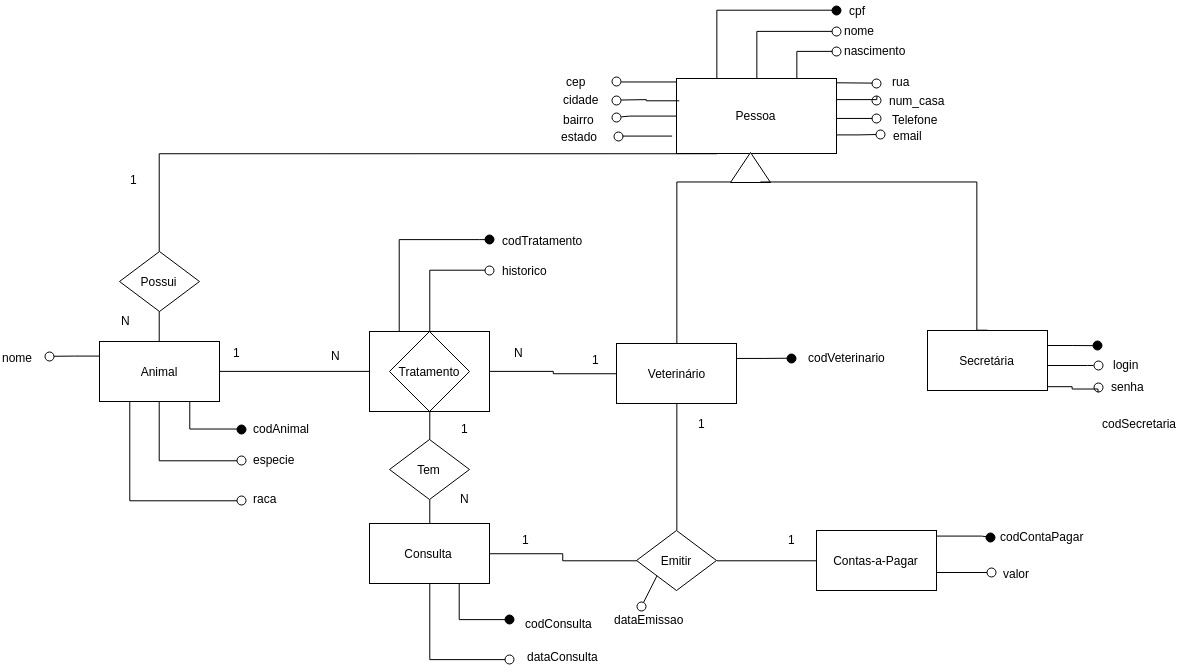 cpf
nome
nascimento
cep
rua
cidade
num_casa
bairro
Pessoa
Telefone
estado
email
1
codTratamento
historico
Possui
N
nome
Animal
1
N
Tratamento
N
1
Veterinário
codVeterinario
Secretária
login
senha
codSecretaria
1
1
codAnimal
especie
raca
Tem
N
Consulta
1
Emitir
1
Contas-a-Pagar
codContaPagar
valor
dataEmissao
codConsulta
dataConsulta